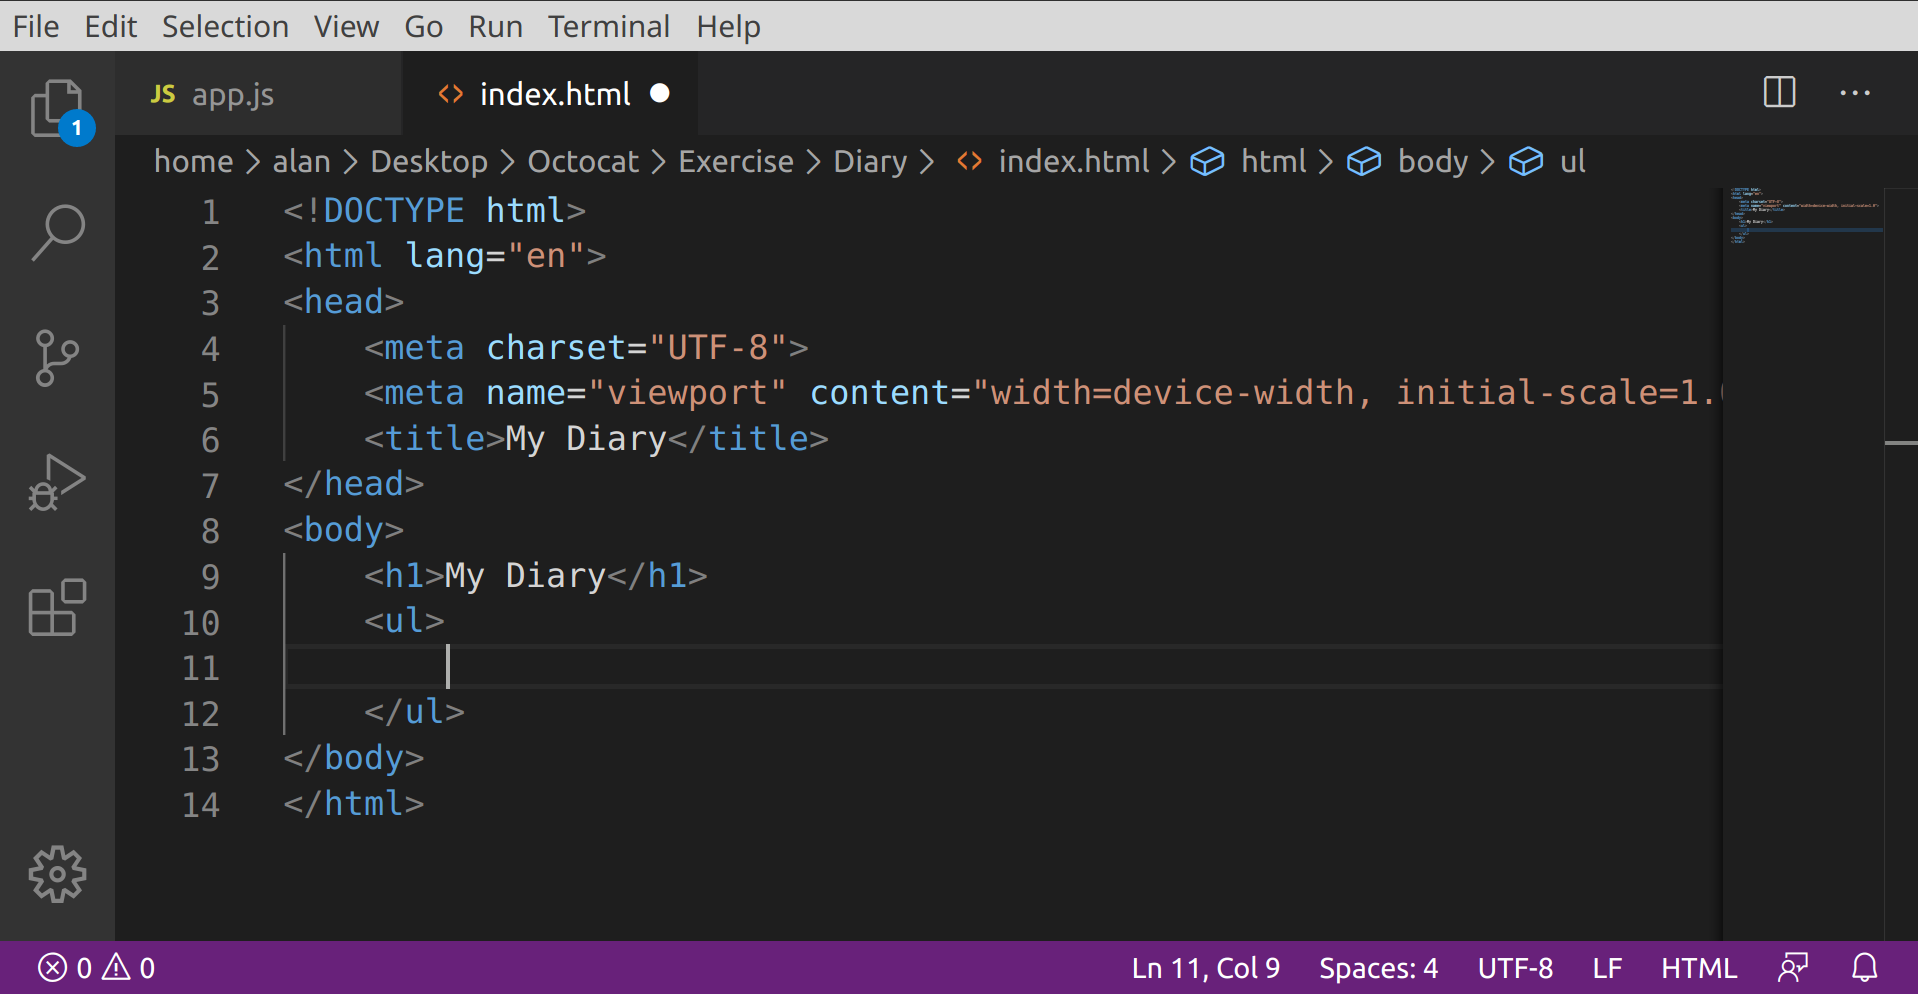 File Edit Selection View Go Run Terminal Help
1
JS app.js <> index.html
home > alan > Desktop > Octocat > Exercise > Diary > <> index.html > html > body > ul
1 <!DOCTYPE html>
2 <html lang="en">
3 <head>
4 <meta charset="UTF-8">
5 <meta name="viewport" content="width=device-width, initial-scale=1.
6 <title>My Diary</title>
7 </head>
8 <body>
9 <h1>My Diary</h1>
10 <ul>
11
12 </ul>
13 </body>
14 </html>
0 0 Ln 11, Col 9 Spaces: 4 UTF-8 LF HTML